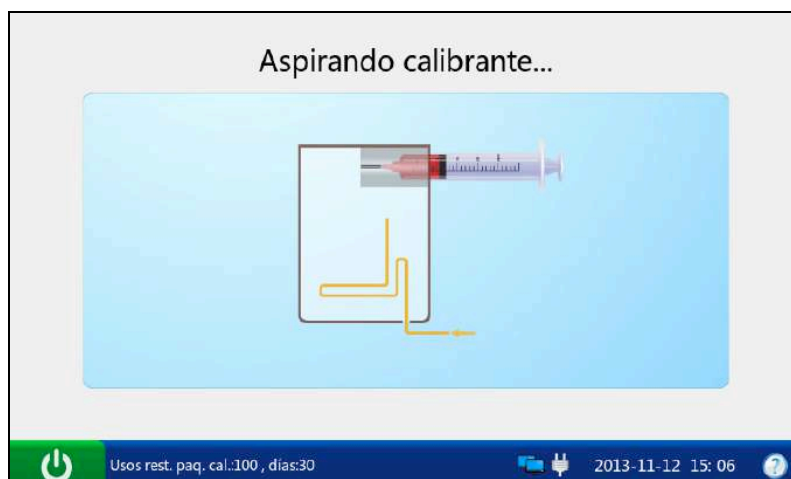 Aspirando calibrante...
Usos rest. paq. cal.:100 , días:30
2013-11-12 15: 06
?